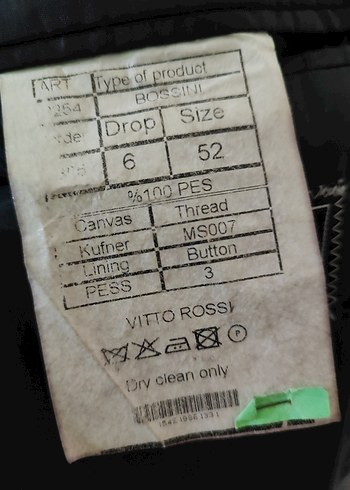 ART Type of product
254 BOSSINI
Drop Size
6 52
%100 PES
Canvas Thread
Kufner MS007
Lining Button
PESS 3
VITTO ROSSI
P
Dry clean only